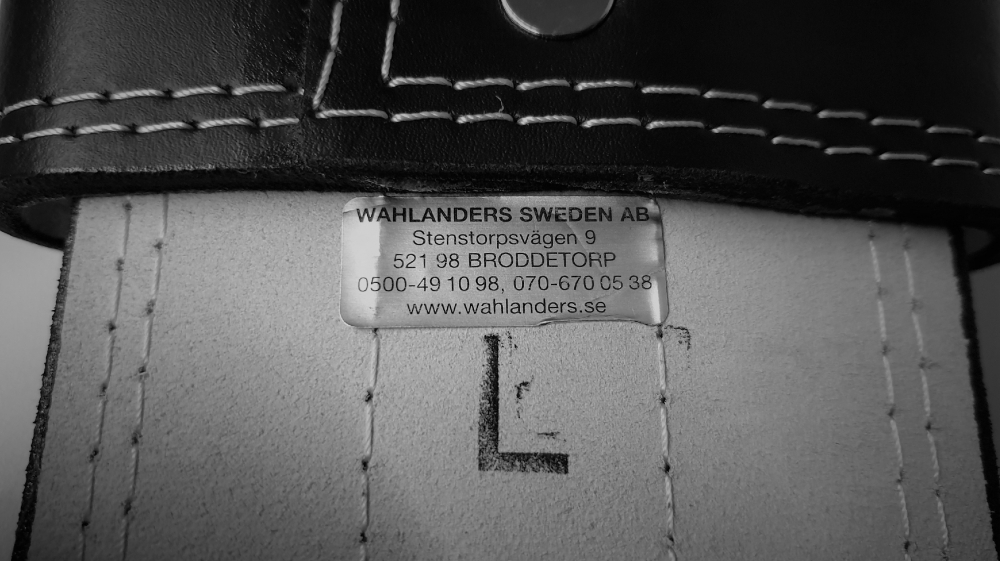 WAHLANDERS SWEDEN AB
Stenstorpsvägen 9
521 98 BRODDETORP
0500-49 10 98, 070-670 05 38
www.wahlanders.se
L